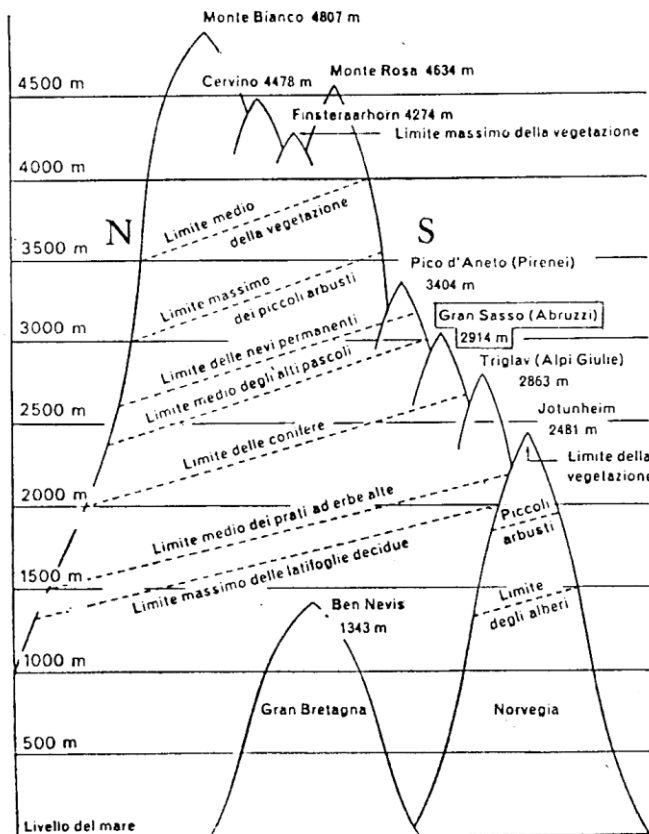 Monte Bianco 4807 m
4500 m
Cervino 4478 m
Monte Rosa 4634 m
Finsteraarhorn 4274 m
Limite massimo della vegetazione
4000 m
N
Limite medio
della vegetazione
S
3500 m
Pico d'Aneto (Pirenei)
3404 m
Limite massimo
dei piccoli arbusti
Gran Sasso (Abruzzi)
2914 m
3000 m
Limite delle nevi permanenti
Limite medio degli alti pascoli
Triglav (Alpi Giulie)
2863 m
2500 m
Limite delle conifere
Jotunheim
2481 m
Limite della
vegetazione
2000 m
Limite medio dei prati ad erbe alte
Piccoli
arbusti
1500 m
Limite massimo delle latifoglie decidue
Ben Nevis
1343 m
Limite
degli alberi
1000 m
Gran Bretagna
Norvegia
500 m
Livello del mare